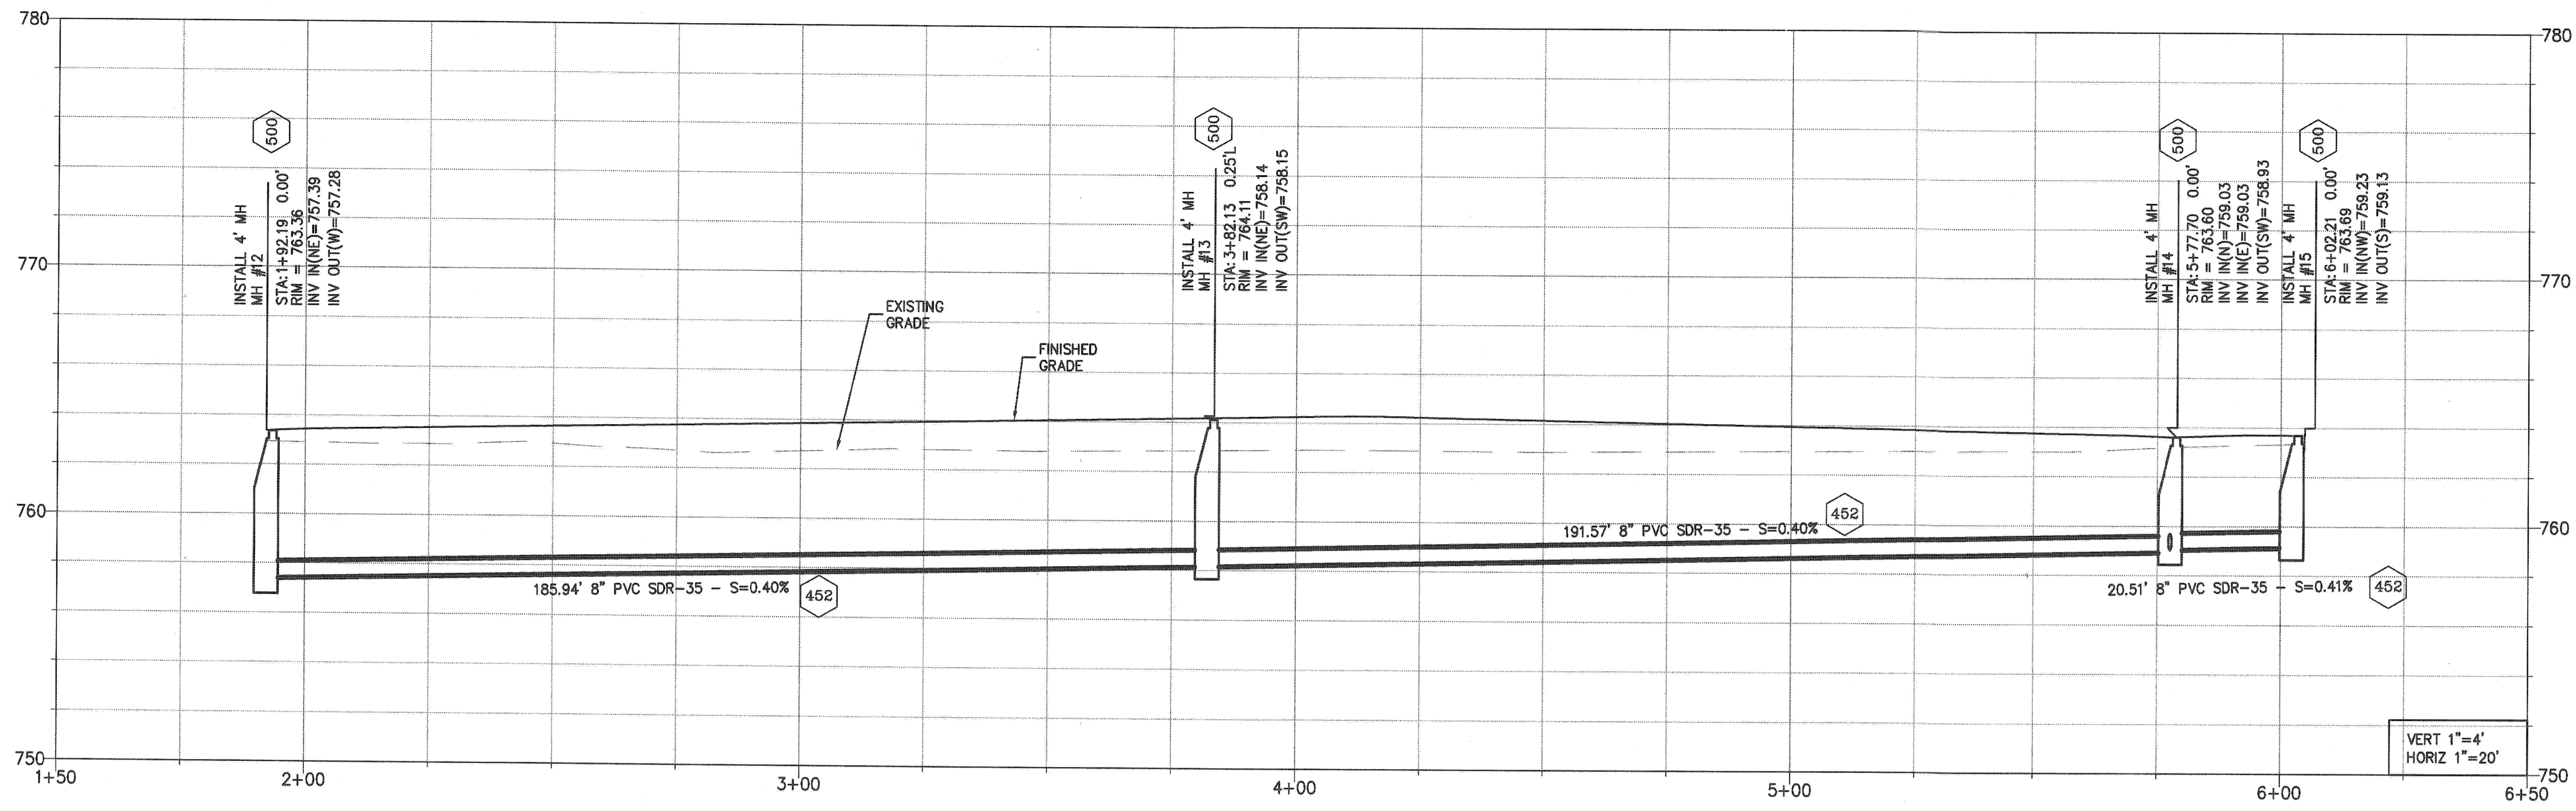 780
780
500
INSTALL 4' MH
MH #12
STA:1+92.19 0.00'
RIM = 763.36
INV IN(NE)=757.39
INV OUT(W)=757.28
500
INSTALL 4' MH
MH #13
STA:3+82.13 0.25'L
RIM = 764.11
INV IN(NE)=758.14
INV OUT(SW)=758.15
500
INSTALL 4' MH
MH #14
STA:5+77.70 0.00'
RIM = 763.60
INV IN(N)=759.03
INV IN(E)=759.03
INV OUT(SW)=758.93
500
INSTALL 4' MH
MH #15
STA:6+02.21 0.00'
RIM = 763.69
INV IN(NW)=759.23
INV OUT(S)=759.13
770
770
EXISTING
GRADE
FINISHED
GRADE
760
760
191.57' 8" PVC SDR-35 - S=0.40%
452
185.94' 8" PVC SDR-35 - S=0.40%
452
20.51' 8" PVC SDR-35 - S=0.41%
452
VERT 1"=4'
HORIZ 1"=20'
750
750
1+50
2+00
3+00
4+00
5+00
6+00
6+50